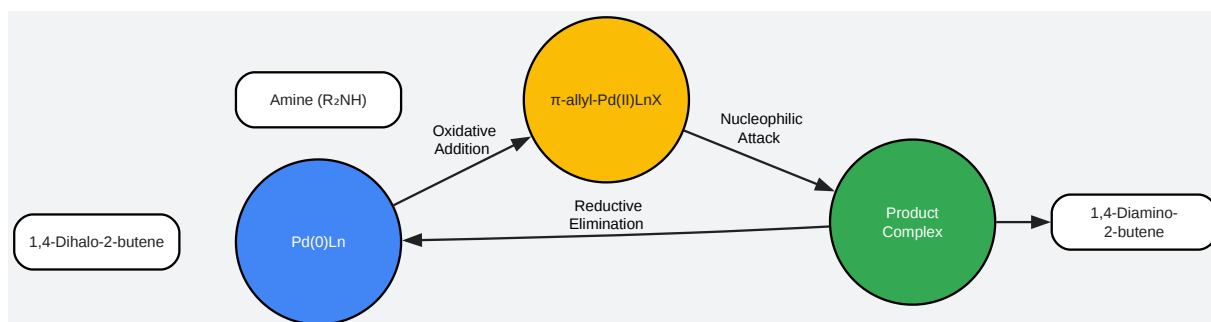 Amine (R₂NH)
π-allyl-Pd(II)LnX
Oxidative
Addition
Nucleophilic
Attack
1,4-Dihalo-2-butene
Pd(0)Ln
Reductive
Elimination
Product
Complex
1,4-Diamino-
2-butene